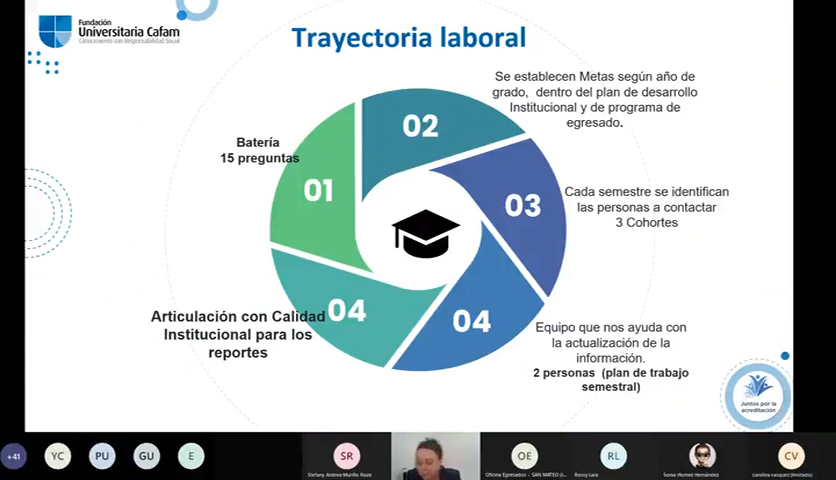 Fundación
Universitaria Cafam
Conocimiento con Responsabilidad Social
Trayectoria laboral
Se establecen Metas según año de
grado, dentro del plan de desarrollo
Institucional y de programa de
egresado.
02
Batería
15 preguntas
01
03
Cada semestre se identifican
las personas a contactar
3 Cohortes
04
Articulación con Calidad
Institucional para los
reportes
04
Equipo que nos ayuda con
la actualización de la
información.
2 personas (plan de trabajo
semestral)
Juntos por la
acreditación
+41
YC
PU
GU
E
SR
OE
RL
CV
Stefany Andrea Murillo Rozo
Oficina Egresados - SAN MATEO (I...
Rossy Lara
Sonia Homez Hernández
carolina vasquez (Invitado)